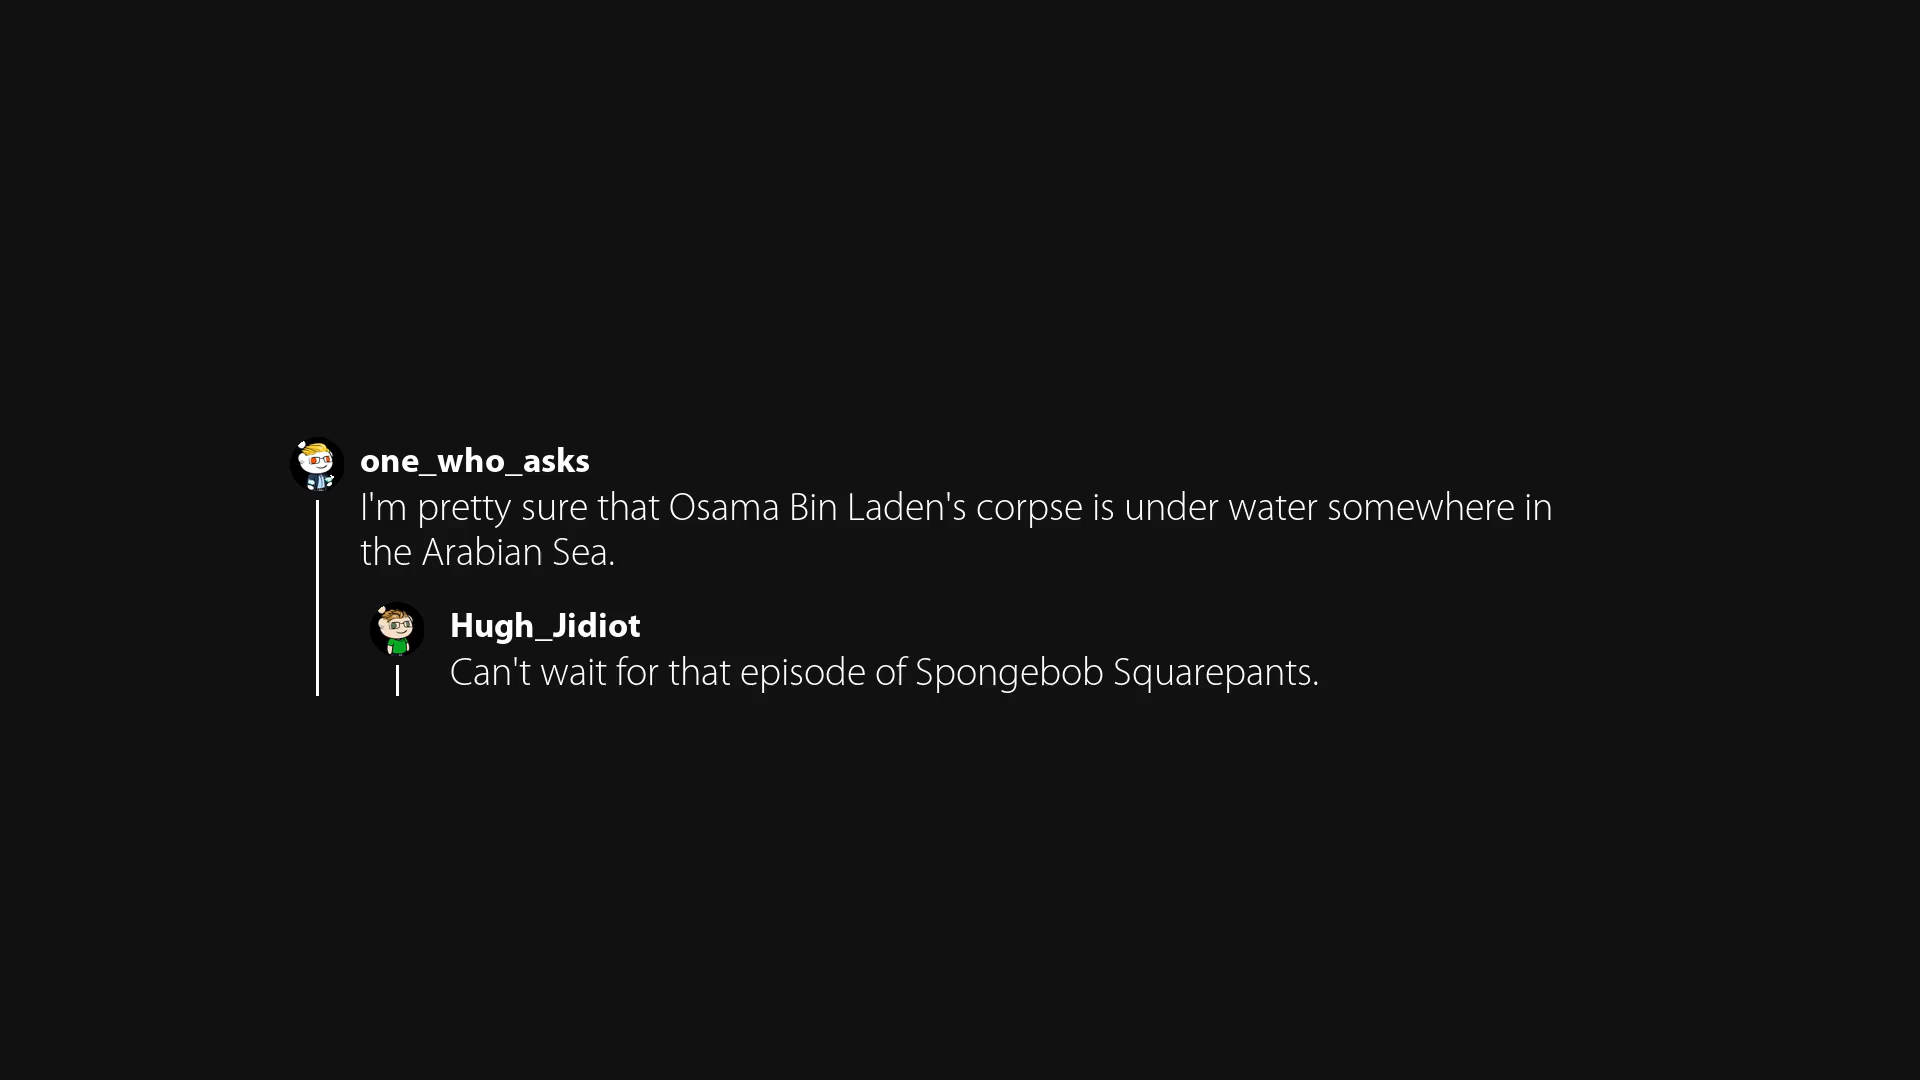 one_who_asks
I'm pretty sure that Osama Bin Laden's corpse is under water somewhere in
the Arabian Sea.
Hugh_Jidiot
Can't wait for that episode of Spongebob Squarepants.